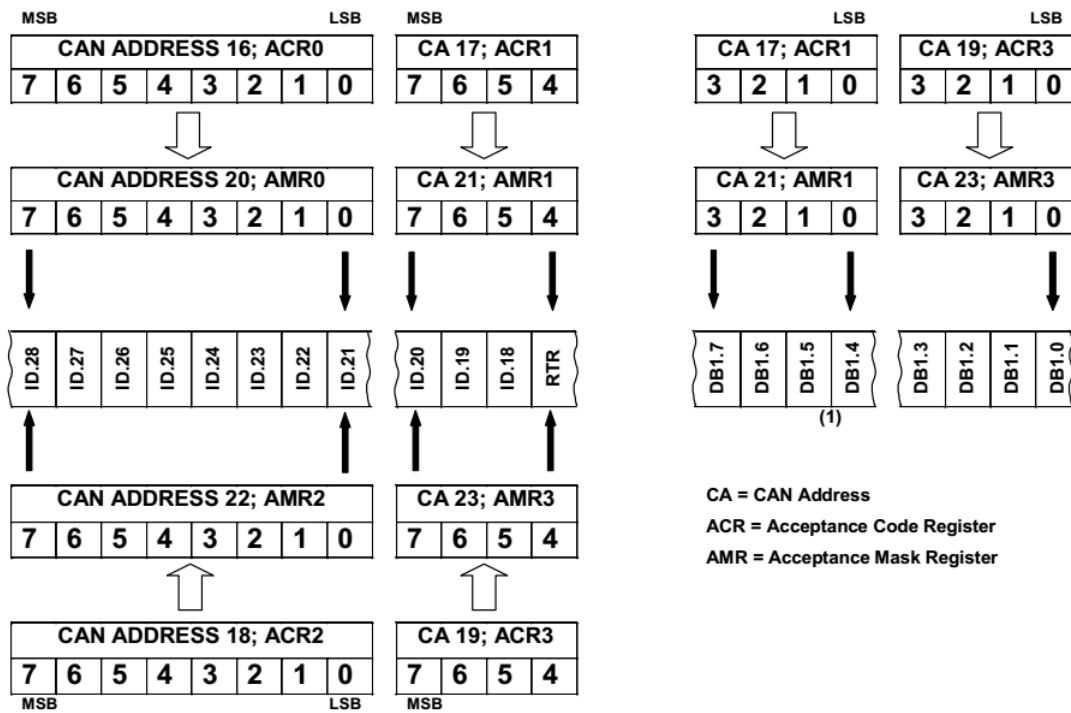 MSB LSB MSB LSB LSB
CAN ADDRESS 16; ACR0 CA 17; ACR1 CA 17; ACR1 CA 19; ACR3
7 6 5 4 3 2 1 0 7 6 5 4 3 2 1 0 3 2 1 0
CAN ADDRESS 20; AMR0 CA 21; AMR1 CA 21; AMR1 CA 23; AMR3
7 6 5 4 3 2 1 0 7 6 5 4 3 2 1 0 3 2 1 0
ID.28 ID.27 ID.26 ID.25 ID.24 ID.23 ID.22 ID.21 ID.20 ID.19 ID.18 RTR DB1.7 DB1.6 DB1.5 DB1.4 DB1.3 DB1.2 DB1.1 DB1.0
(1)
CAN ADDRESS 22; AMR2 CA 23; AMR3
7 6 5 4 3 2 1 0 7 6 5 4
CA = CAN Address
ACR = Acceptance Code Register
AMR = Acceptance Mask Register
CAN ADDRESS 18; ACR2 CA 19; ACR3
7 6 5 4 3 2 1 0 7 6 5 4
MSB LSB MSB